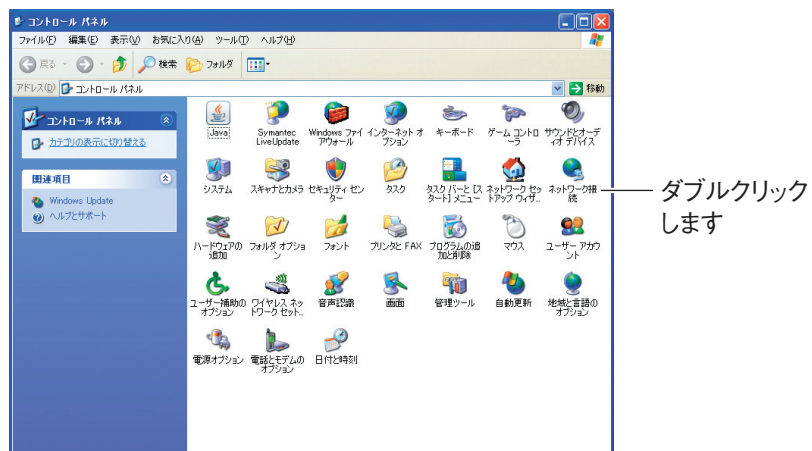 コントロール パネル
ファイル(F) 編集(E) 表示(V) お気に入り(A) ツール(T) ヘルプ(H)
戻る 検索 フォルダ
アドレス(D) コントロール パネル 移動
コントロール パネル
カテゴリの表示に切り替える
関連項目
Windows Update
ヘルプとサポート
Java
Symantec
LiveUpdate
Windows ファイ
アウォール
インターネット オ
プション
キーボード
ゲーム コントロ
ーラ
サウンドとオーデ
ィオ デバイス
システム
スキャナとカメラ
セキュリティ セン
ター
タスク
タスク バーと [ス
タート] メニュー
ネットワーク セッ
トアップ ウィザ...
ネットワーク接
続
ハードウェアの
追加
フォルダ オプショ
ン
フォント
プリンタと FAX
プログラムの追
加と削除
マウス
ユーザー アカウ
ント
ユーザー補助の
オプション
ワイヤレス ネッ
トワーク セット...
音声認識
画面
管理ツール
自動更新
地域と言語の
オプション
電源オプション
電話とモデムの
オプション
日付と時刻
ダブルクリック
します